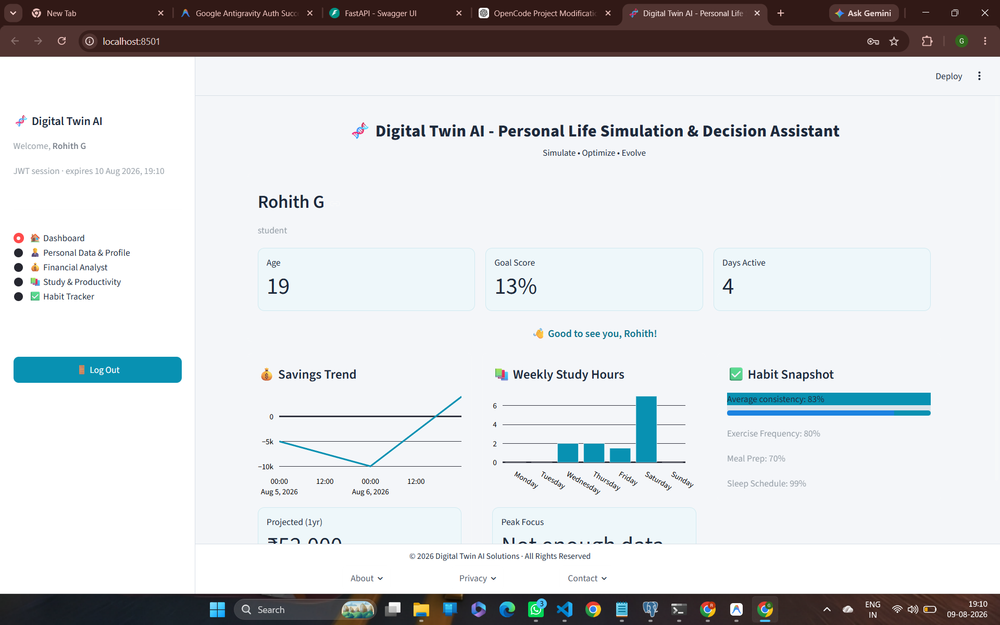 New Tab
Google Antigravity Auth Succ
FastAPI - Swagger UI
OpenCode Project Modificatic
Digital Twin AI - Personal Life
Ask Gemini
localhost:8501
G
Deploy
Digital Twin AI
Welcome, Rohith G
JWT session · expires 10 Aug 2026, 19:10
Dashboard
Personal Data & Profile
Financial Analyst
Study & Productivity
Habit Tracker
Log Out
Digital Twin AI - Personal Life Simulation & Decision Assistant
Simulate • Optimize • Evolve
Rohith G
student
Age
19
Goal Score
13%
Days Active
4
👋 Good to see you, Rohith!
Savings Trend
0
−5k
−10k
00:00
Aug 5, 2026
12:00
00:00
Aug 6, 2026
12:00
Weekly Study Hours
6
4
2
0
Monday
Tuesday
Wednesday
Thursday
Friday
Saturday
Sunday
Habit Snapshot
Average consistency: 83%
Exercise Frequency: 80%
Meal Prep: 70%
Sleep Schedule: 99%
Projected (1yr)
₹52,000
Peak Focus
Not enough data
© 2026 Digital Twin AI Solutions · All Rights Reserved
About
Privacy
Contact
Search
3
R
G
ENG
IN
19:10
09-08-2026